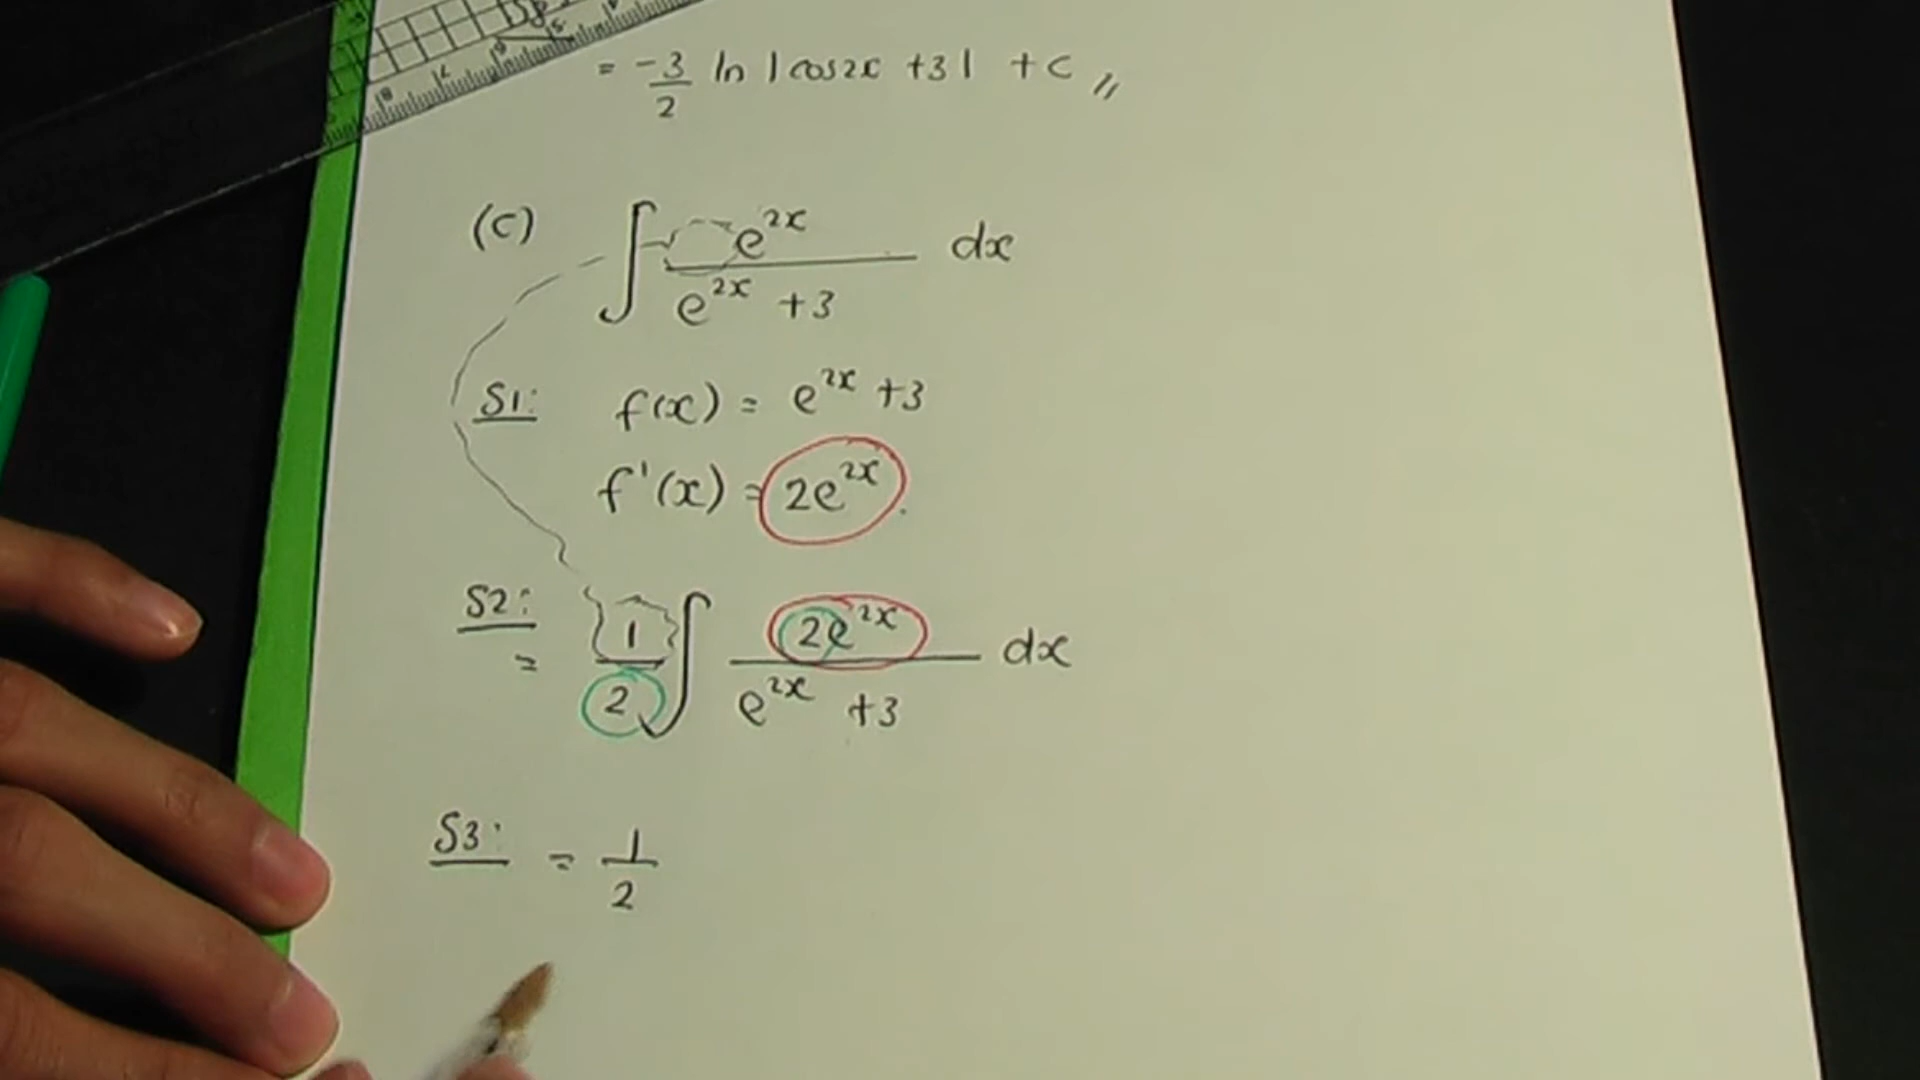 = -3/2 ln |cos2x + 3| + c //
(c) ∫ e^{2x} / (e^{2x} + 3) dx
S1: f(x) = e^{2x} + 3
f'(x) = 2e^{2x}.
S2: = 1/2 ∫ 2e^{2x} / (e^{2x} + 3) dx
S3: = 1/2